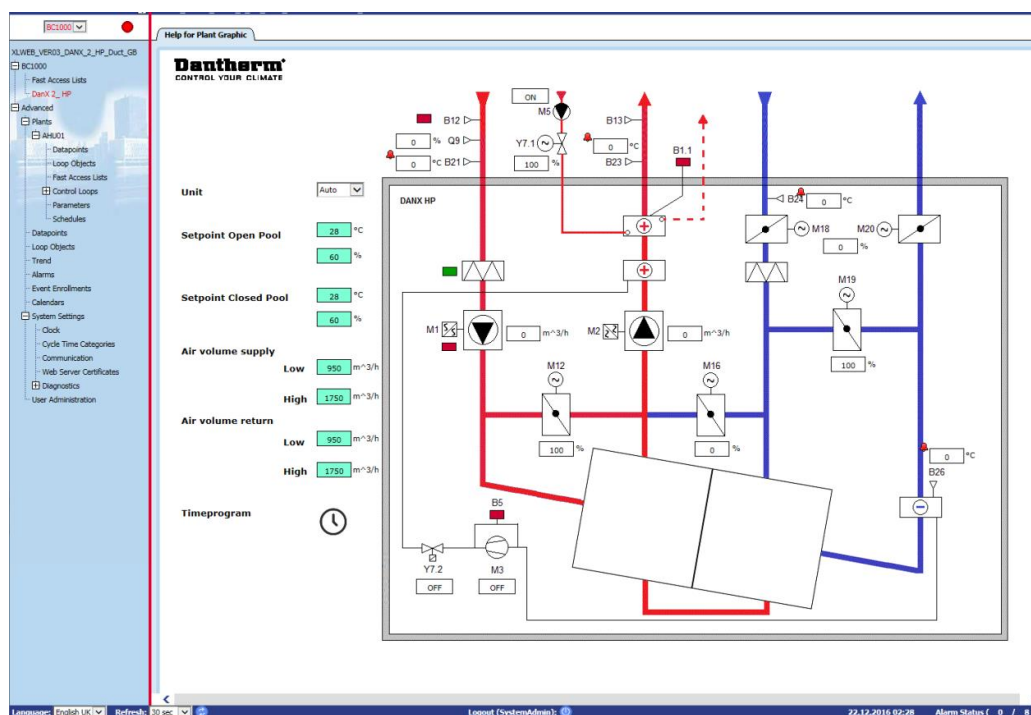 BC1000
Help for Plant Graphic
XLWEB_VER03_DANX_2_HP_Duct_GB
BC1000
Fast Access Lists
DanX 2_ HP
Advanced
Plants
AHU01
Datapoints
Loop Objects
Fast Access Lists
Control Loops
Parameters
Schedules
Datapoints
Loop Objects
Trend
Alarms
Event Enrollments
Calendars
System Settings
Clock
Cycle Time Categories
Communication
Web Server Certificates
Diagnostics
User Administration
Dantherm
CONTROL YOUR CLIMATE
Unit Auto
Setpoint Open Pool
28 °C
60 %
Setpoint Closed Pool
28 °C
60 %
Air volume supply
Low 950 m^3/h
High 1750 m^3/h
Air volume return
Low 950 m^3/h
High 1750 m^3/h
Timeprogram
ON
M5
B12
Q9
0 %
0 °C B21
Y7.1
100 %
B13
0 °C
B23
B1.1
DANX HP
B24 0 °C
M18
0 %
M20
M19
100 %
M1
0 m^3/h
M2
0 m^3/h
M12
100 %
M16
0 %
0 °C
B26
B5
Y7.2
OFF
M3
OFF
Language: English UK Refresh: 30 sec Logout (SystemAdmin): 22.12.2016 02:28 Alarm Status ( 0 / 8